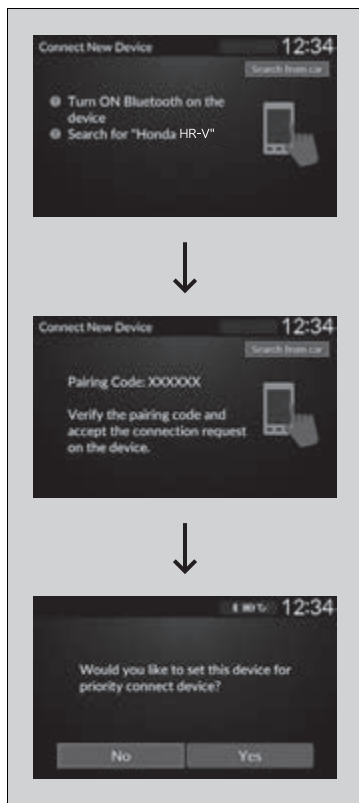 Connect New Device
12:34
Search from car
Turn ON Bluetooth on the
device
Search for "Honda HR-V"
Connect New Device
12:34
Search from car
Pairing Code: XXXXXX
Verify the pairing code and
accept the connection request
on the device.
12:34
Would you like to set this device for
priority connect device?
No
Yes